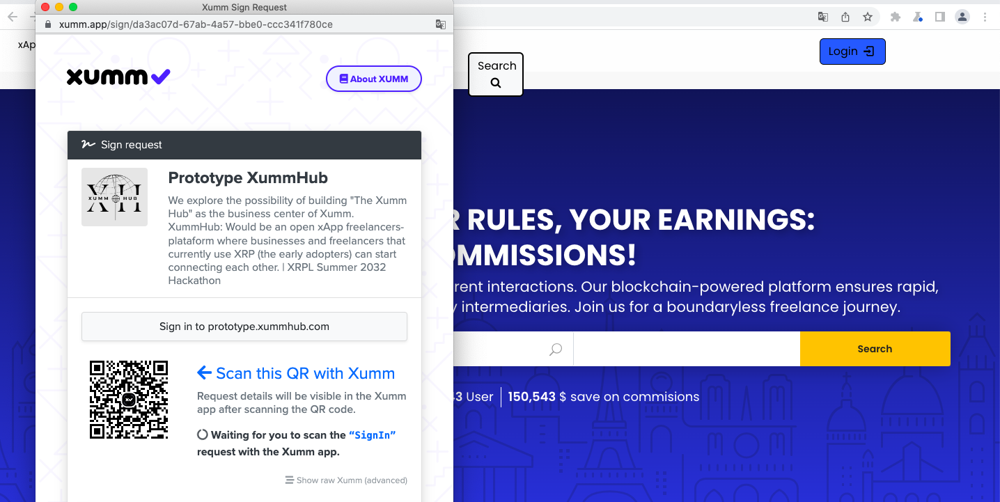 Xumm Sign Request
xumm.app/sign/da3ac07d-67ab-4a57-bbe0-ccc341f780ce
xumm
About XUMM
Sign request
XH
XUMM HUB
Prototype XummHub
We explore the possibility of building "The Xumm
Hub" as the business center of Xumm.
XummHub: Would be an open xApp freelancers-
plataform where businesses and freelancers that
currently use XRP (the early adopters) can start
connecting each other. | XRPL Summer 2032
Hackathon
Sign in to prototype.xummhub.com
Scan this QR with Xumm
Request details will be visible in the Xumm
app after scanning the QR code.
Waiting for you to scan the “SignIn”
request with the Xumm app.
Show raw Xumm (advanced)
xAp
Search
Login
R RULES, YOUR EARNINGS:
OMMISSIONS!
rent interactions. Our blockchain-powered platform ensures rapid,
y intermediaries. Join us for a boundaryless freelance journey.
Search
3 User
150,543 $ save on commisions